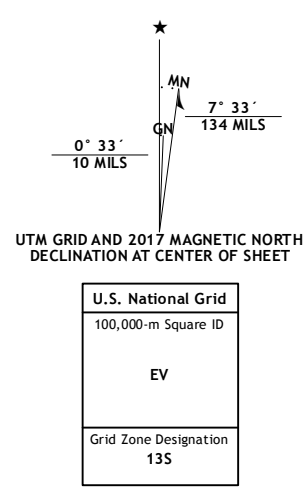 ★
MN
7° 33´
134 MILS
GN
0° 33´
10 MILS
UTM GRID AND 2017 MAGNETIC NORTH
DECLINATION AT CENTER OF SHEET
U.S. National Grid
100,000-m Square ID
EV
Grid Zone Designation
13S